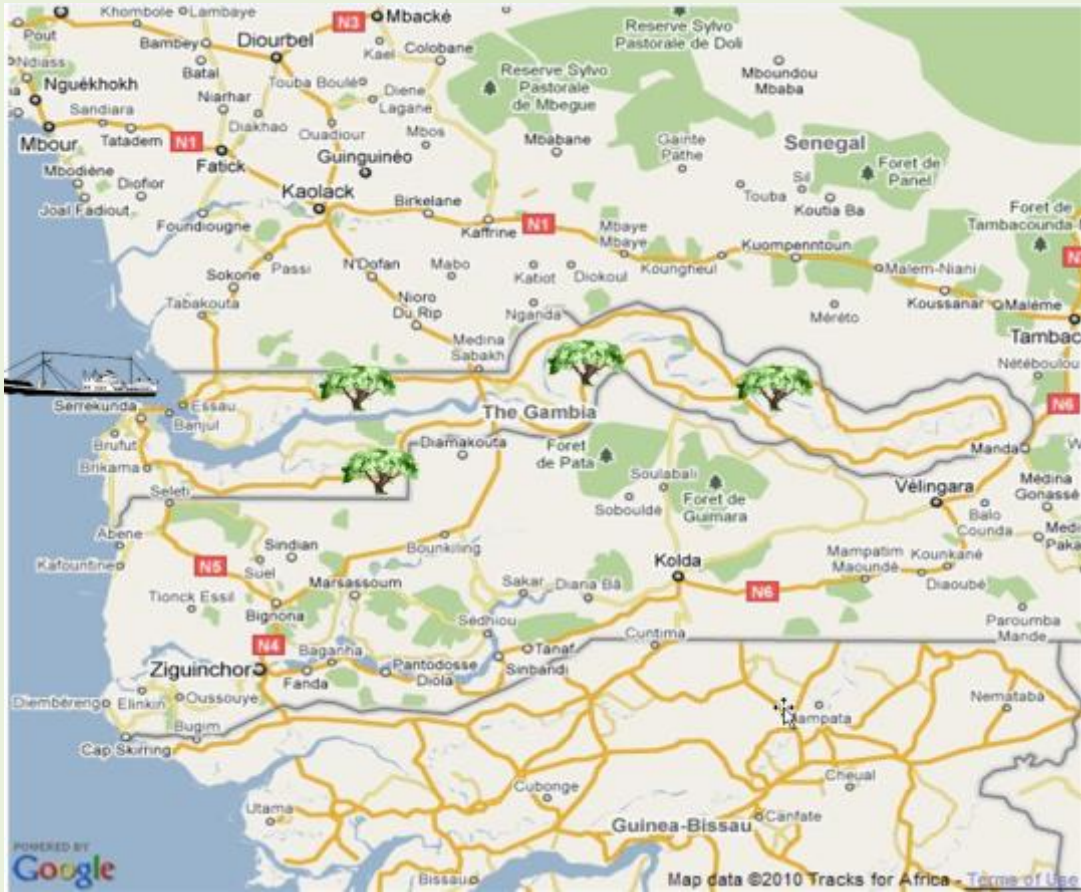 Khombole
Lambaye
N3
Mbacké
Pout
Bambey
Diourbel
Kael
Colobane
Reserve Sylvo
Pastorale de Doli
Ndiass
Batal
Touba Boulé
Reserve Sylvo
Pastorale
de Mbegue
Mboundou
Mbaba
Nguékhokh
Niarhar
Diene
Lagane
Sandiara
Diakhao
Ouadiour
Mbos
Mbabane
Gainte
Pathe
Senegal
Mbour
Tatadem
N1
Fatick
Guinguinéo
Foret de
Panel
Mbodiène
Diofior
Kaolack
Touba
Sil
Joal Fadiout
Birkelane
Koutia Ba
Foret de
Tambacounda
Foundiougne
Kaffrine
N1
Mbaye
Mbaye
Kuompenntoun
Passi
N'Dofan
Mabo
Katiot
Diokoul
Koungheul
Malem-Niani
Sokone
Koussanar
Maléme
Tabakouta
Nioro
Du Rip
Nganda
Méréto
Tambac
Medina
Sabakh
Nétéboulou
Serrekunda
Essau
Banjul
The Gambia
N6
Brufut
Diamakouta
Foret
de Pata
Manda
Brikama
Soulabali
Vélingara
Médina
Gonassé
Seleti
Soboulde
Foret de
Guimara
Balo
Counda
Abene
Bounkiling
Medi
Paka
Kafountine
Sindian
Kolda
Mampatim
Maoundé
Kounkané
N5
Suel
Marsassoum
Sakar
Diana Bà
N6
Diaoubé
Tionck Essil
Bignona
Sédhiou
Paroumba
Mande
N4
Baganha
Tanaf
Cuntima
Ziguinchor
Fanda
Pantodosse
Diola
Sinbandi
Diembéreng
Elinkin
Oussouye
Nemataba
Bugim
Cap Skirring
Cheual
Cubonge
Utama
Guinea-Bissau
Canfate
POWERED BY
Google
Bissau
Map data ©2010 Tracks for Africa - Terms of Use